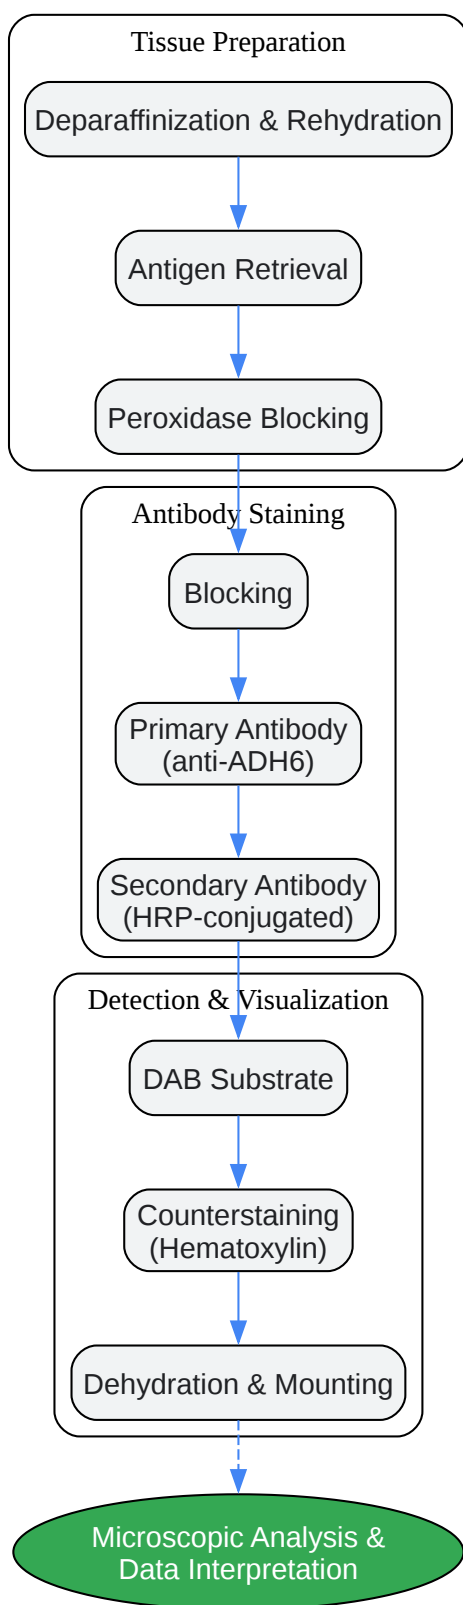 Tissue Preparation
Deparaffinization & Rehydration
Antigen Retrieval
Peroxidase Blocking
Antibody Staining
Blocking
Primary Antibody
(anti-ADH6)
Secondary Antibody
(HRP-conjugated)
Detection & Visualization
DAB Substrate
Counterstaining
(Hematoxylin)
Dehydration & Mounting
Microscopic Analysis &
Data Interpretation